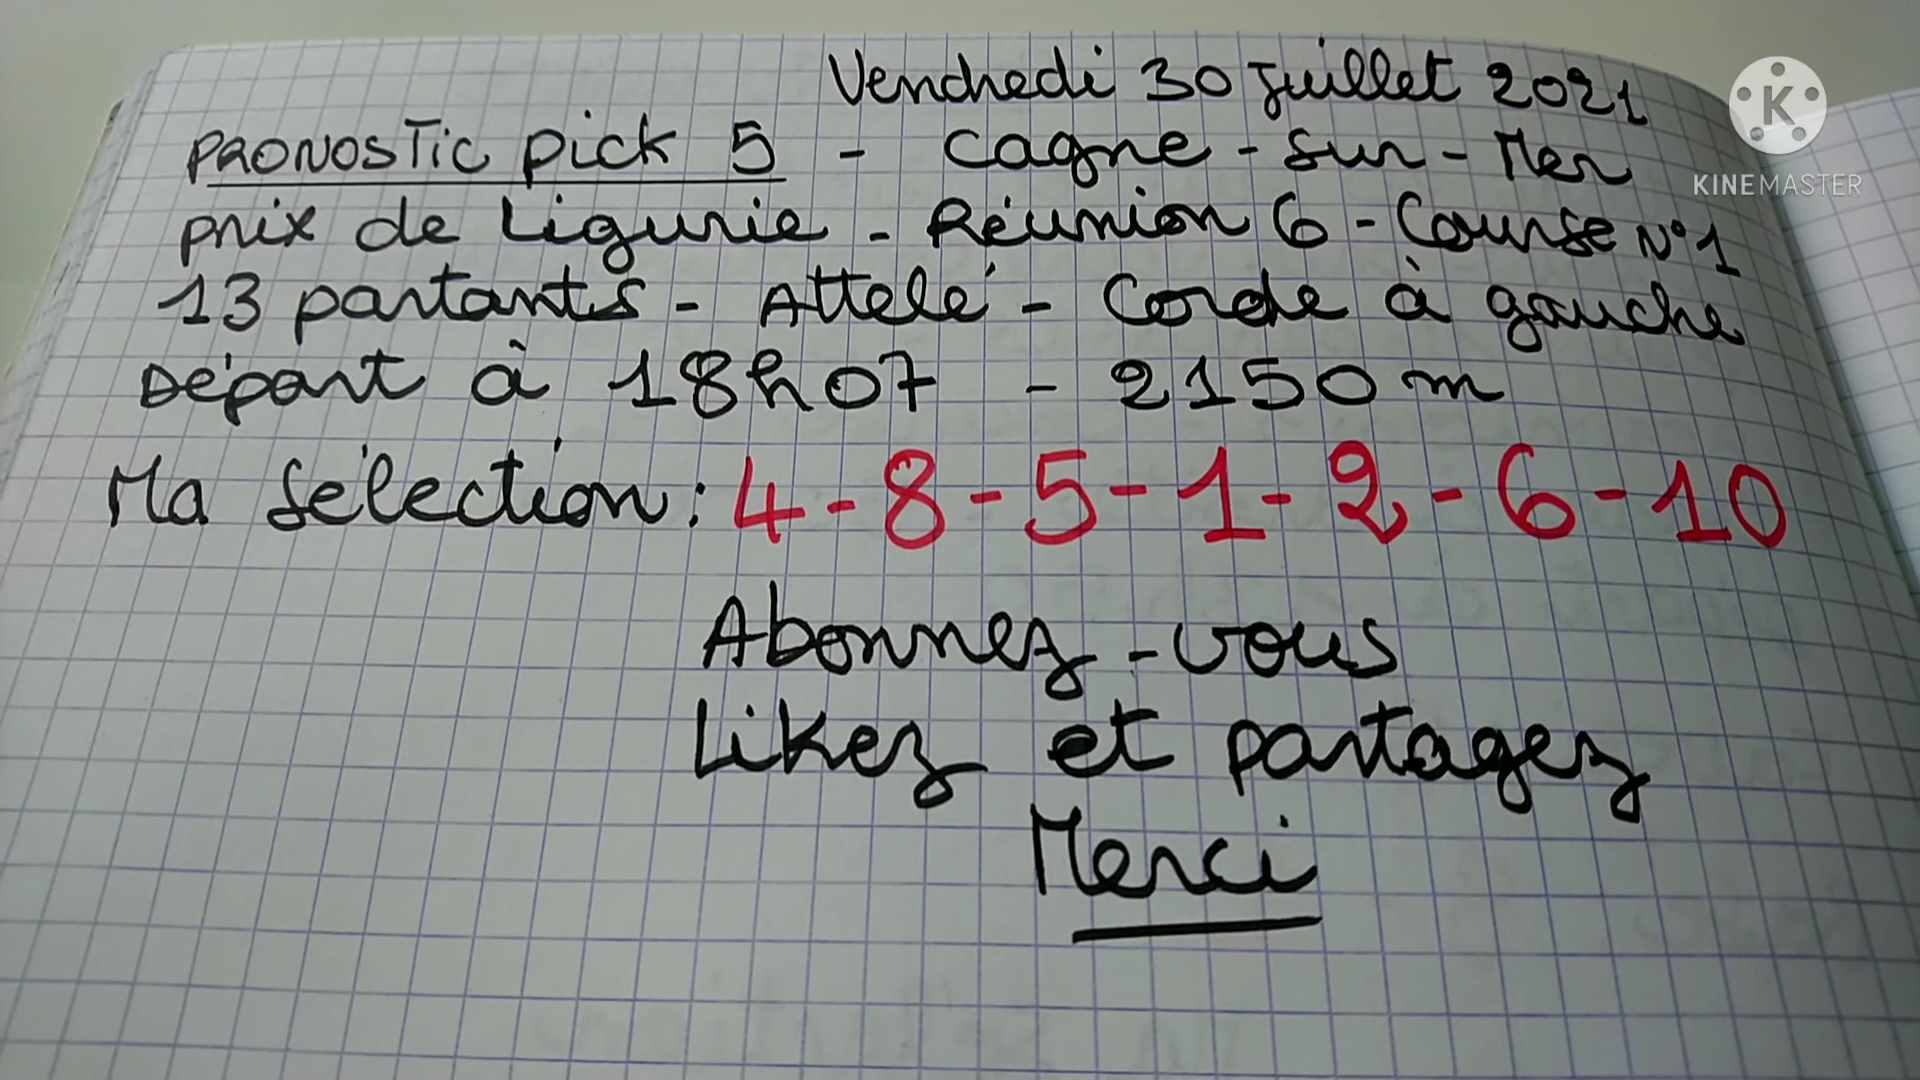 Vendredi 30 Juillet 2021
PRONOSTIC pick 5 - Cagne-sur-Mer
prix de Ligurie - Réunion 6 - Course N°1
13 partants - Attelé - Corde à gauche
Départ à 18h07 - 2150 m
Ma Sélection : 4 - 8 - 5 - 1 - 2 - 6 - 10
Abonnez-vous
Likez et partagez
Merci
K
KINEMASTER